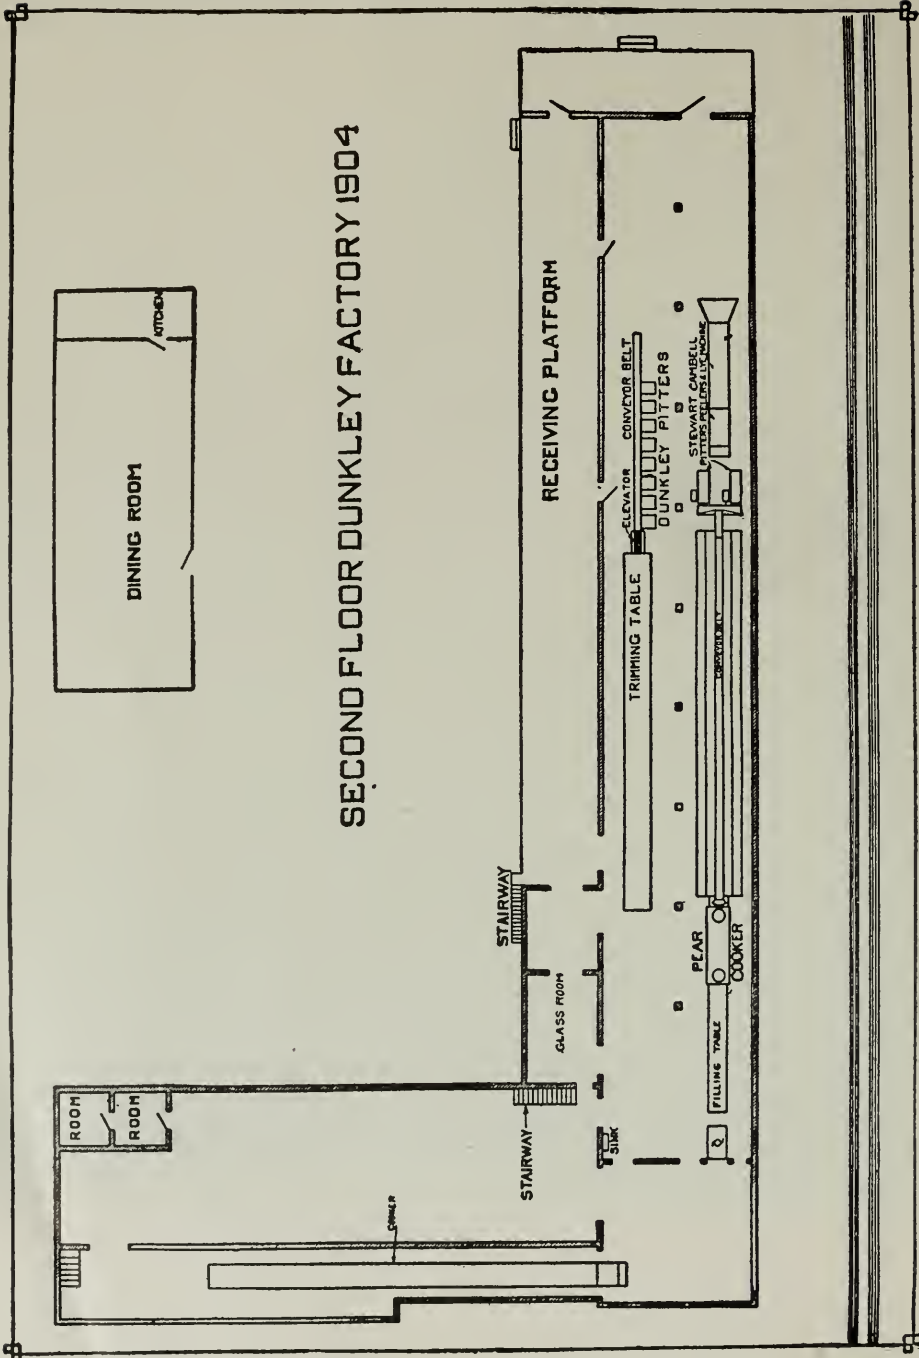 SECOND FLOOR DUNKLEY FACTORY 1904
DINING ROOM
KITCHEN
RECEIVING PLATFORM
CONVEYOR BELT
ELEVATOR
DUNKLEY PITTERS
STEWART CAMBELL
PITTERS PEELERS & LYE MACHINE
TRIMMING TABLE
CONVEYOR BELT
STAIRWAY
GLASS ROOM
PEAR
COOKER
FILLING TABLE
ROOM
ROOM
STAIRWAY
SINK
COOKER